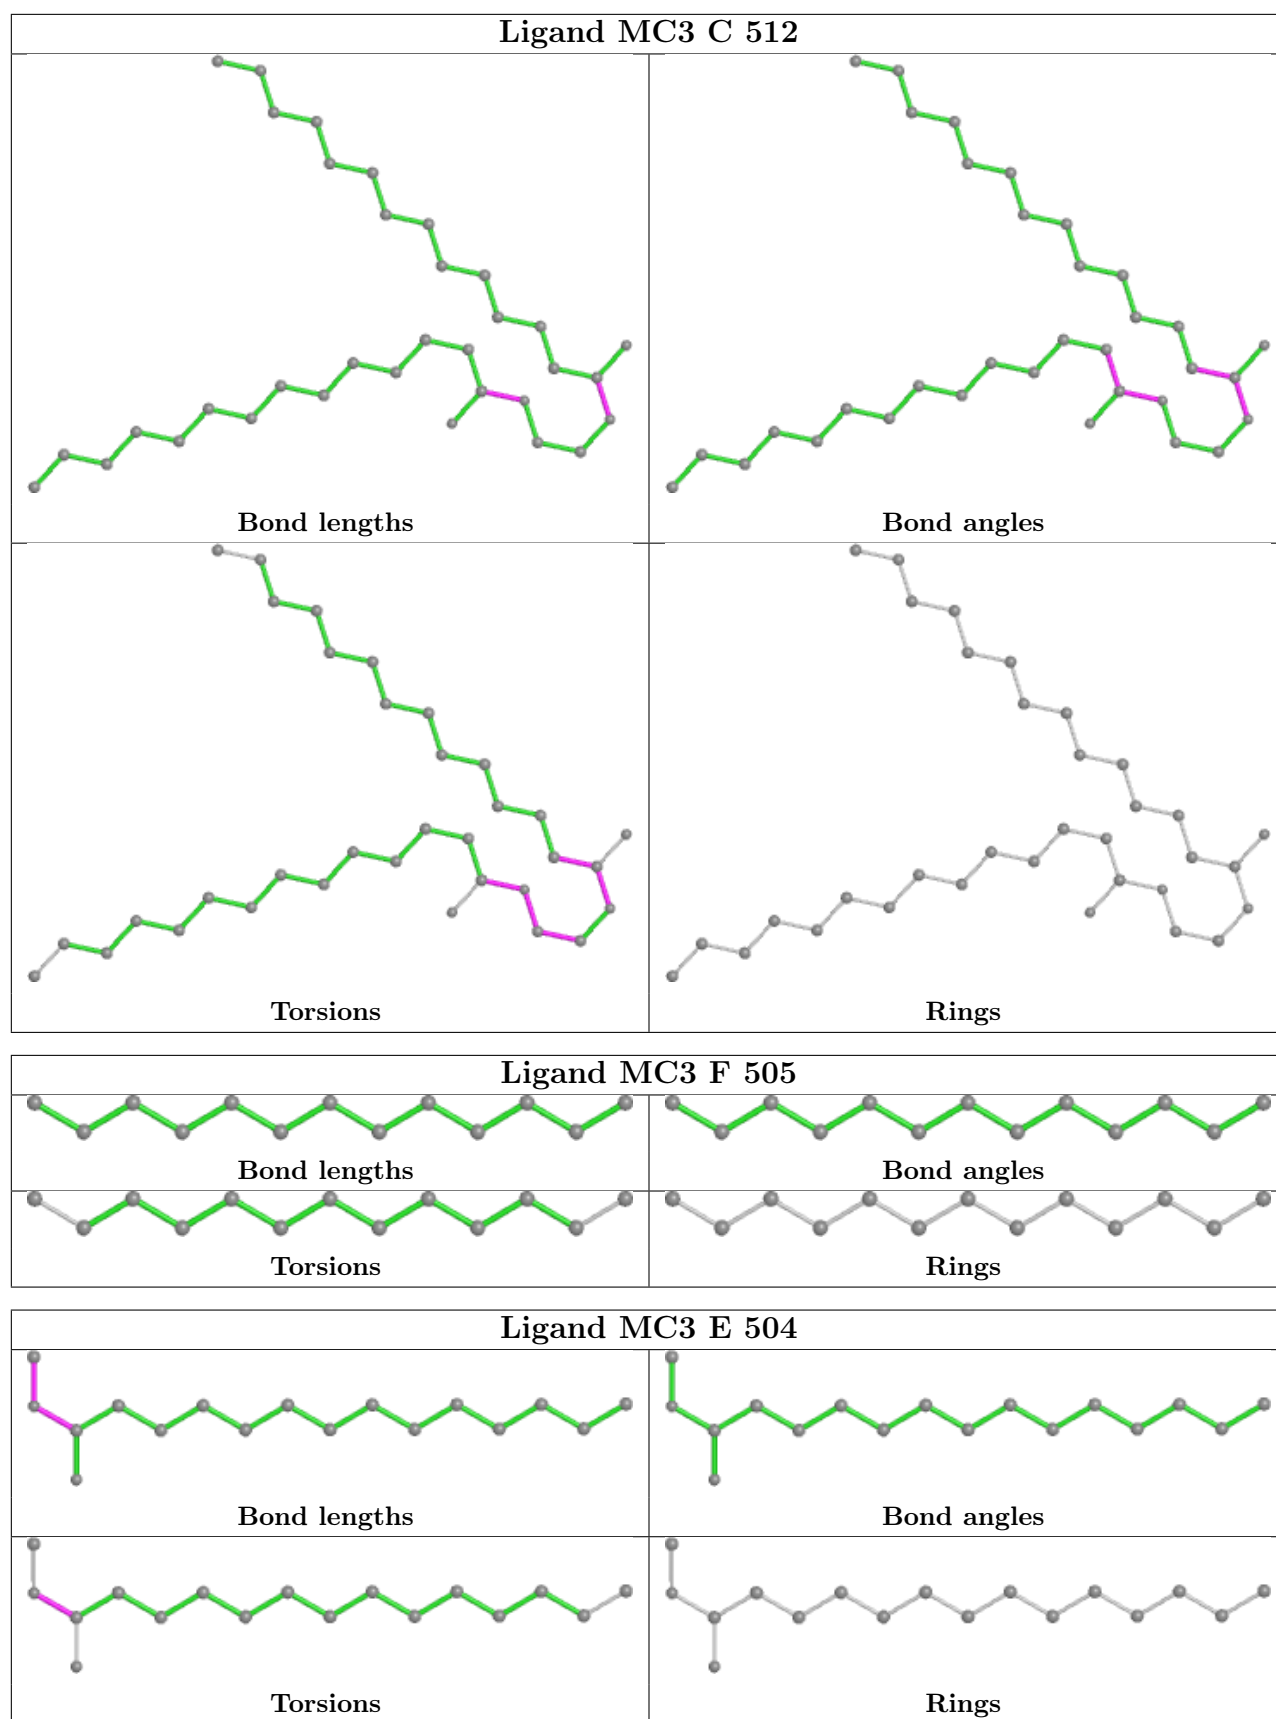 Ligand MC3 C 512
Bond lengths
Bond angles
Torsions
Rings
Ligand MC3 F 505
Bond lengths
Bond angles
Torsions
Rings
Ligand MC3 E 504
Bond lengths
Bond angles
Torsions
Rings